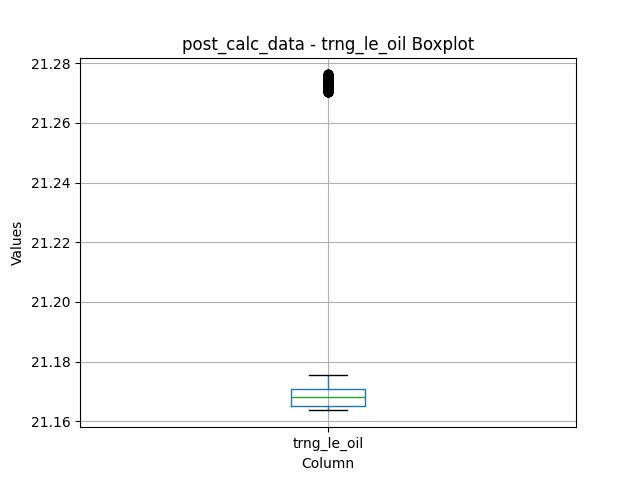 post_calc_data - trng_le_oil Boxplot
21.28
21.26
21.24
21.22
21.20
21.18
21.16
Values
trng_le_oil
Column